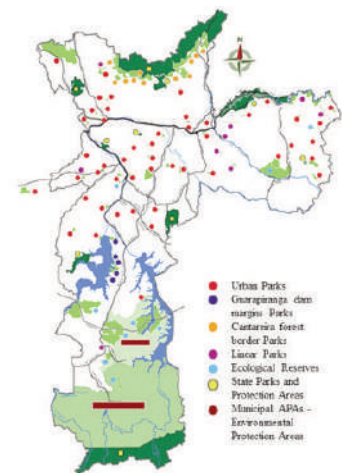 N
Urban Parks
Guarapiranga dam
margins Parks
Cantareira forest
border Parks
Linear Parks
Ecological Reserves
State Parks and
Protection Areas
Municipal APAs -
Environmental
Protection Areas